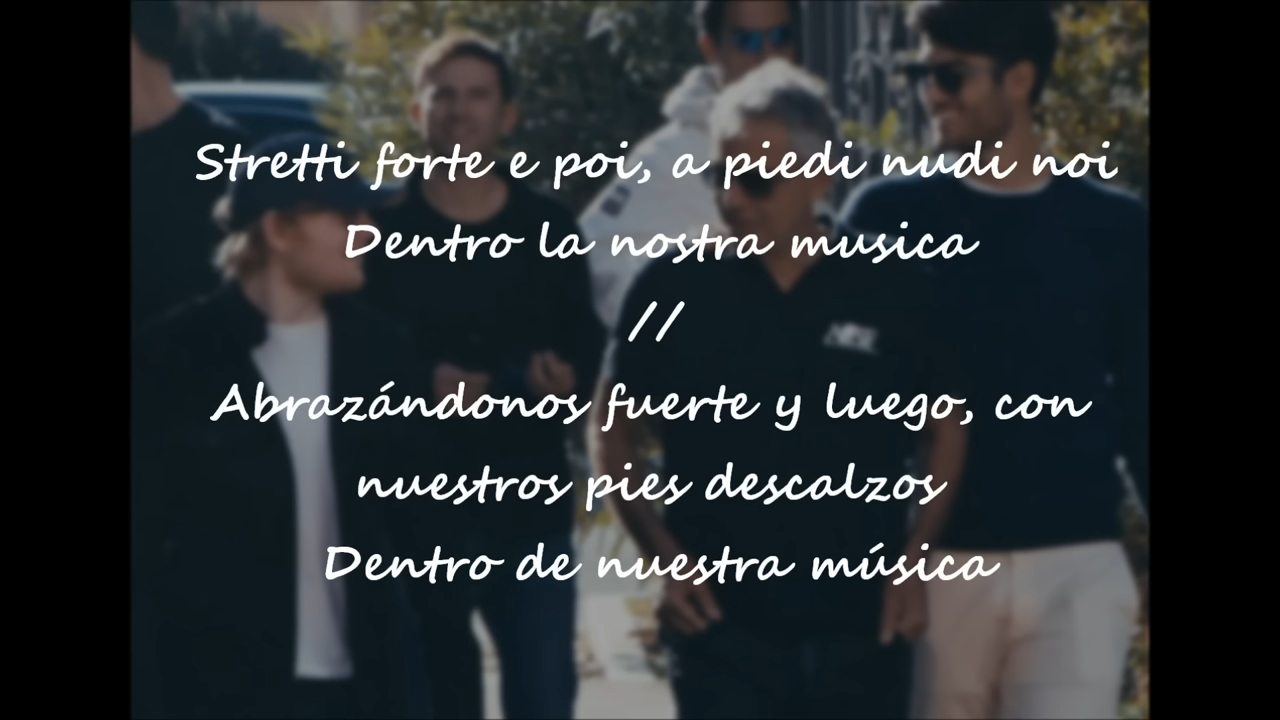 Stretti forte e poi, a piedi nudi noi
Dentro la nostra musica
//
Abrazándonos fuerte y luego, con
nuestros pies descalzos
Dentro de nuestra música